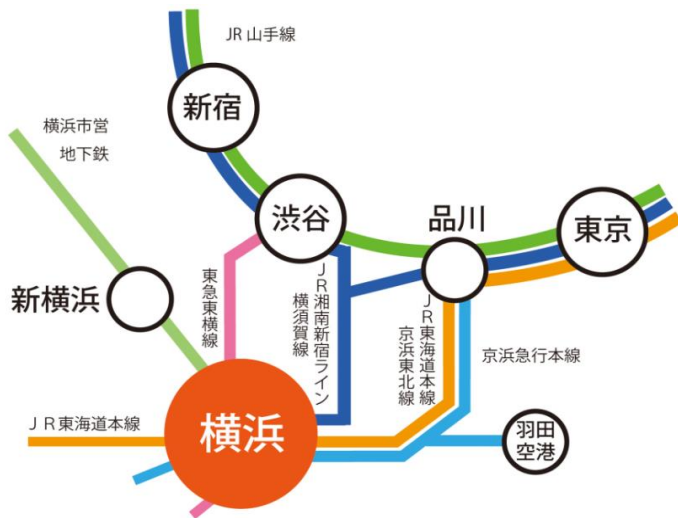 JR山手線
新宿
横浜市営
地下鉄
渋谷
品川
東京
新横浜
東急東横線
JR湘南新宿ライン
横須賀線
JR東海道本線
京浜東北線
京浜急行本線
JR東海道本線
横浜
羽田
空港